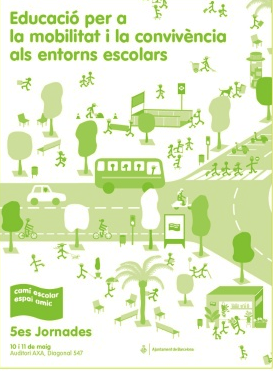 Educació per a
la mobilitat i la convivència
als entorns escolars
camí escolar
espai amic
5es Jornades
10 i 11 de maig
Auditori AXA, Diagonal 547
Ajuntament de Barcelona